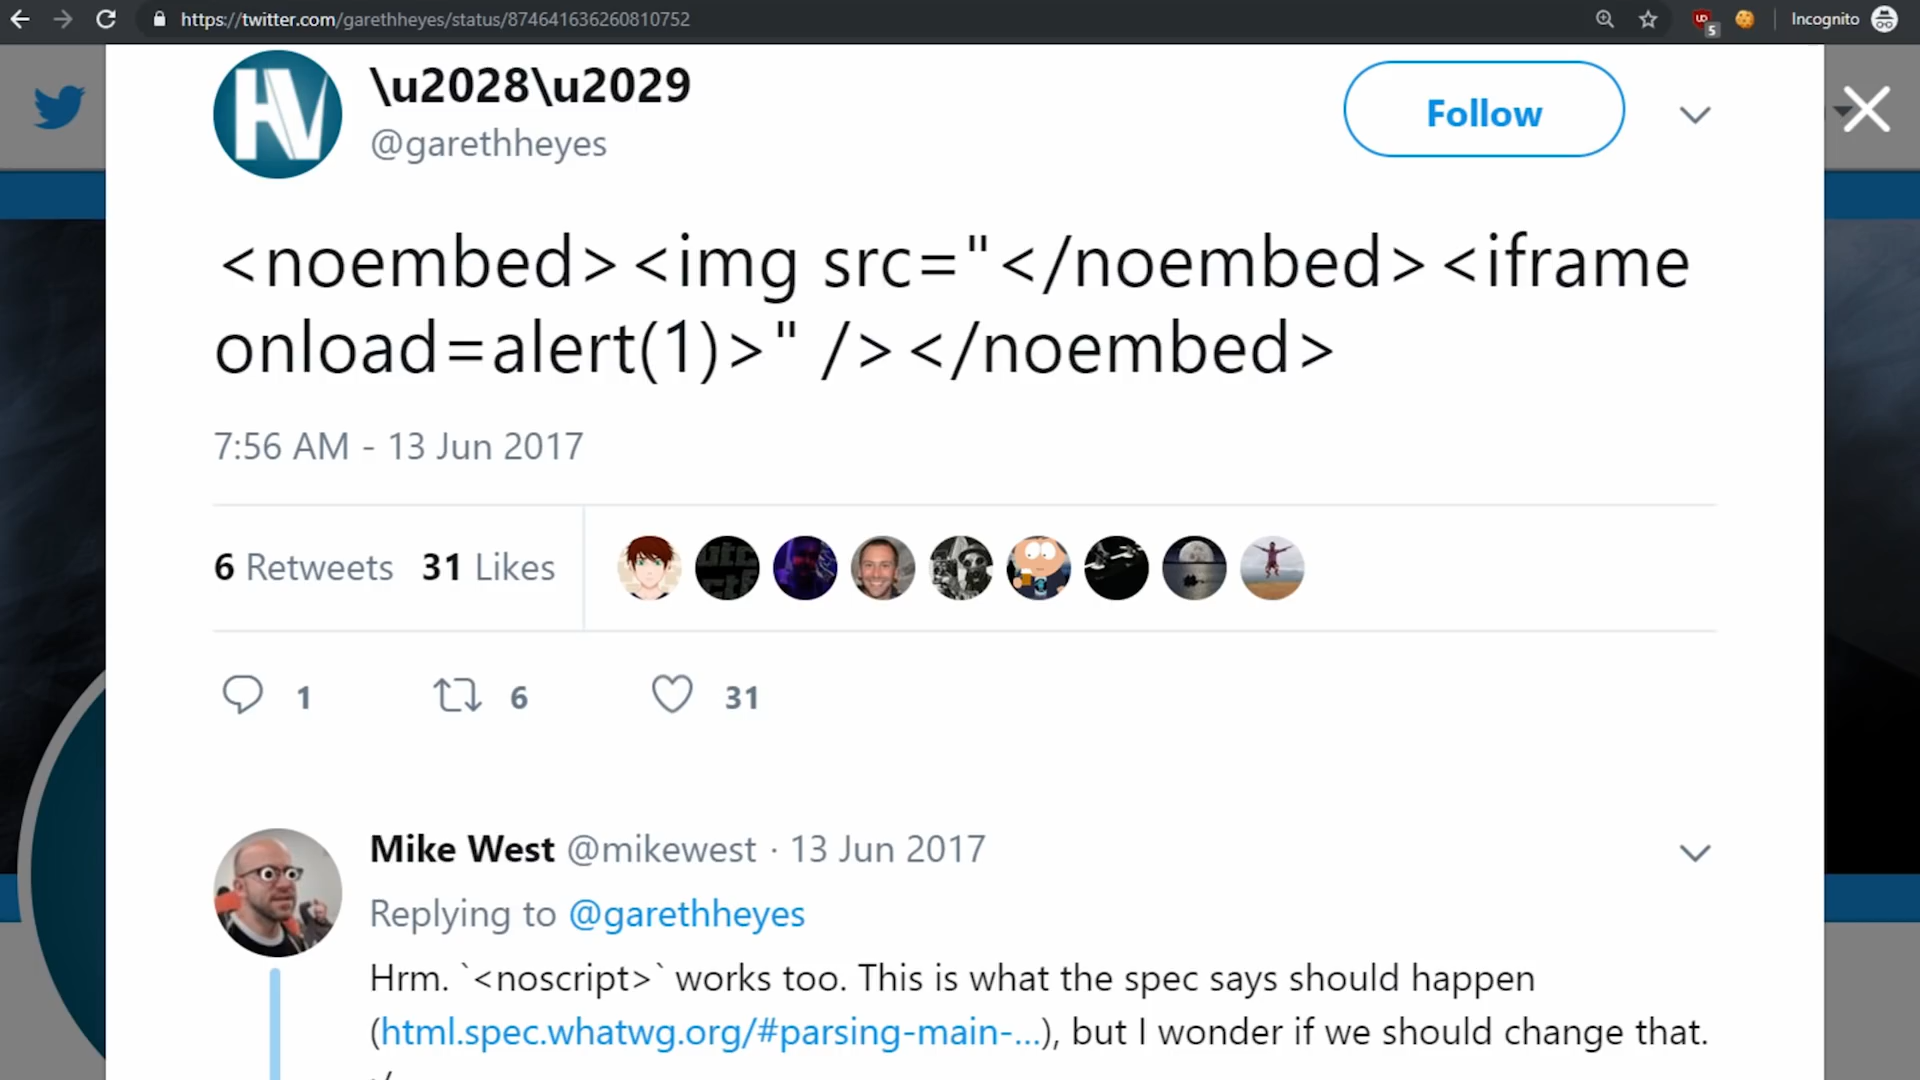 https://twitter.com/garethheyes/status/874641636260810752
UD
5
Incognito
HV
\u2028\u2029
@garethheyes
Follow
<noembed><img src="</noembed><iframe
onload=alert(1)>" /></noembed>
7:56 AM - 13 Jun 2017
6 Retweets 31 Likes
1 6 31
Mike West @mikewest · 13 Jun 2017
Replying to @garethheyes
Hrm. `<noscript>` works too. This is what the spec says should happen
(html.spec.whatwg.org/#parsing-main-...), but I wonder if we should change that.